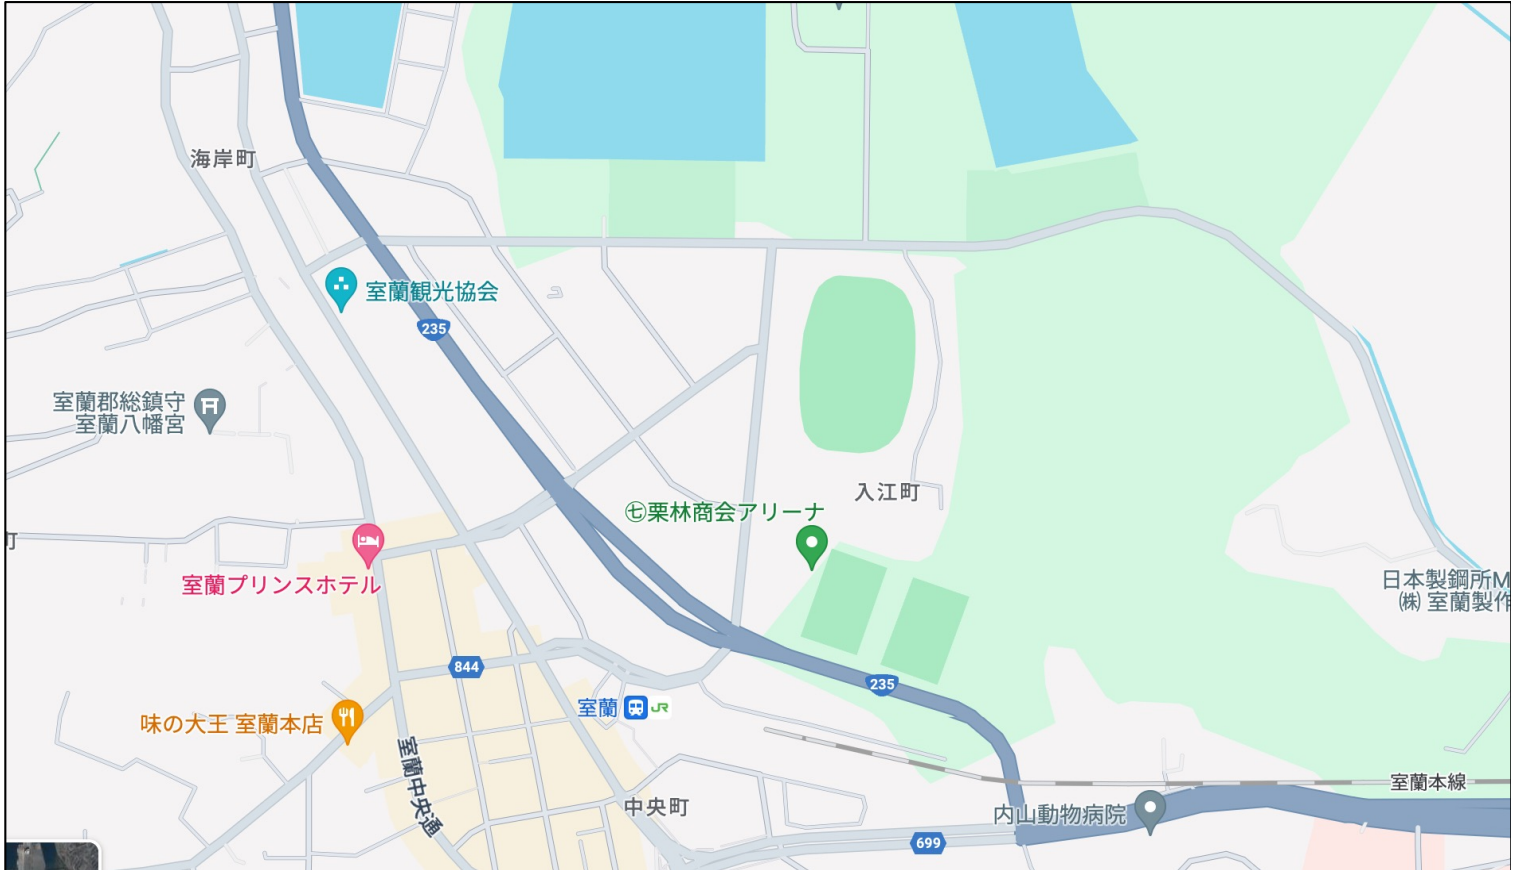 海岸町
室蘭観光協会
235
室蘭郡総鎮守
室蘭八幡宮
入江町
㋆栗林商会アリーナ
町
室蘭プリンスホテル
日本製鋼所M
㈱ 室蘭製作
844
235
室蘭 JR
味の大王 室蘭本店
室蘭中央通
室蘭本線
中央町
内山動物病院
699